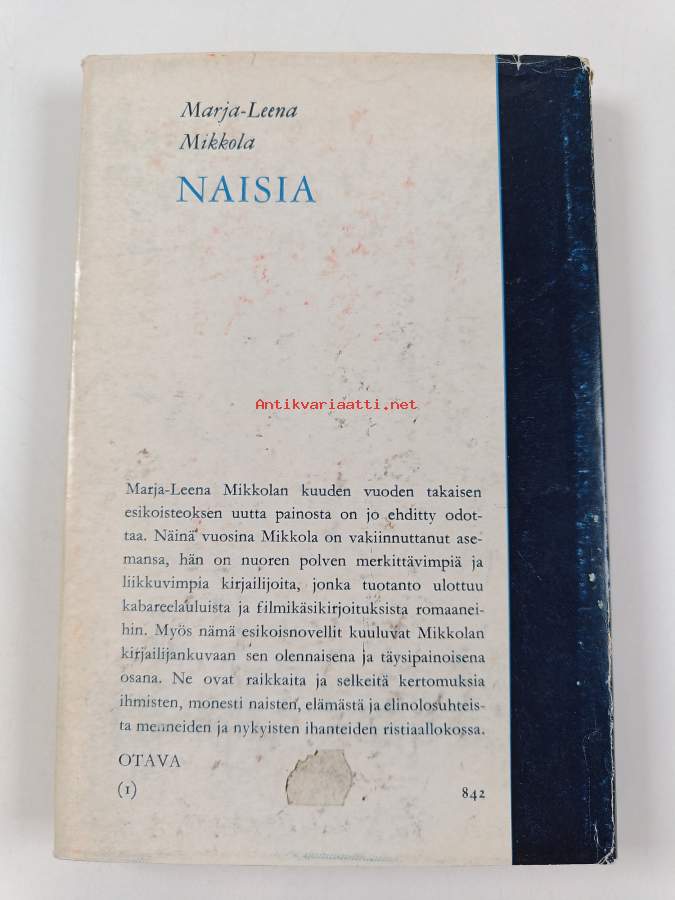 Marja-Leena
Mikkola
NAISIA
Antikvariaatti.net
Marja-Leena Mikkolan kuuden vuoden takaisen
esikoisteoksen uutta painosta on jo ehditty odot-
taa. Näinä vuosina Mikkola on vakiinnuttanut ase-
mansa, hän on nuoren polven merkittävimpiä ja
liikkuvimpia kirjailijoita, jonka tuotanto ulottuu
kabareelauluista ja filmikäsikirjoituksista romaanei-
hin. Myös nämä esikoisnovellit kuuluvat Mikkolan
kirjailijankuvaan sen olennaisena ja täysipainoisena
osana. Ne ovat raikkaita ja selkeitä kertomuksia
ihmisten, monesti naisten, elämästä ja elinolosuhteis-
ta menneiden ja nykyisten ihanteiden ristiaallokossa.
OTAVA
(1) 842